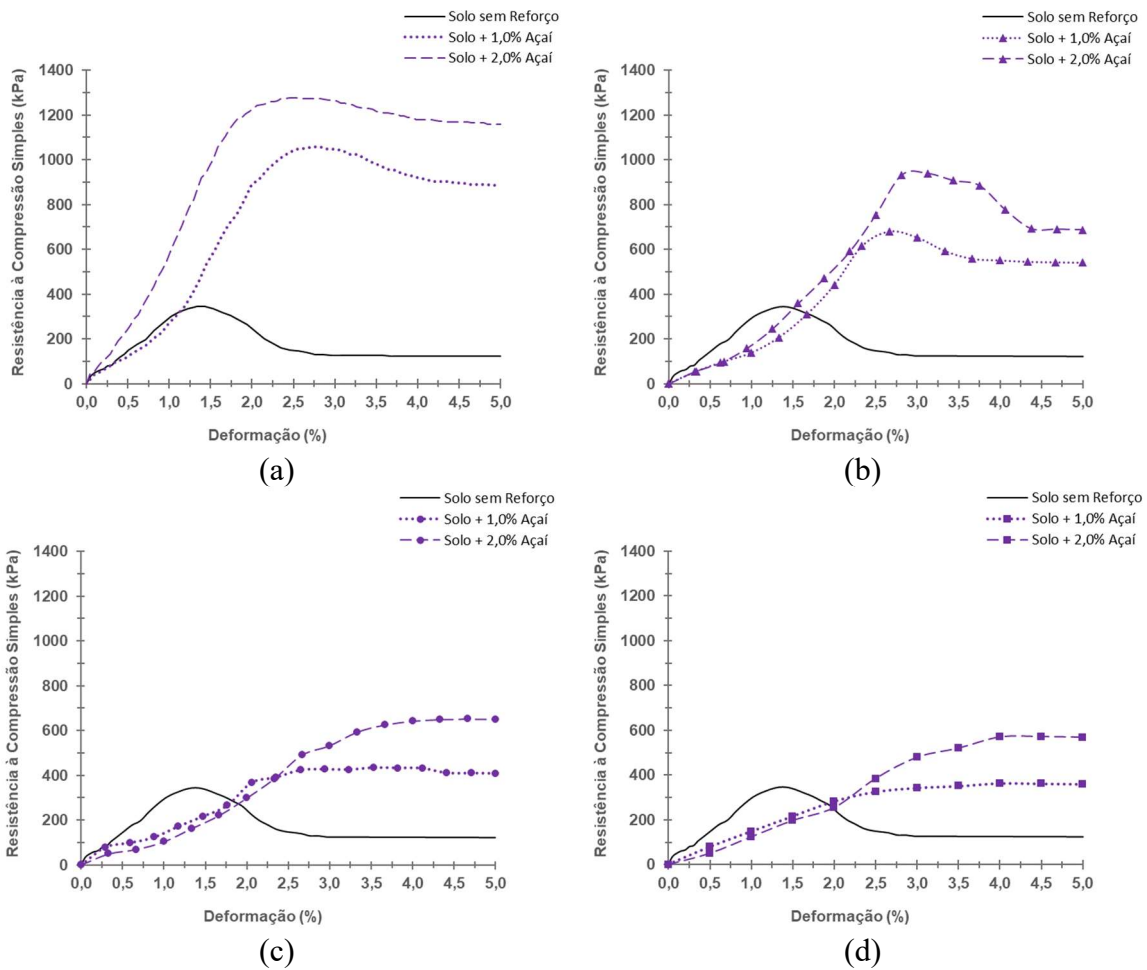 Solo sem Reforço
Solo + 1,0% Açaí
Solo + 2,0% Açaí
Resistência à Compressão Simples (kPa)
1400
1200
1000
800
600
400
200
0
0,0 0,5 1,0 1,5 2,0 2,5 3,0 3,5 4,0 4,5 5,0
Deformação (%)
(a)
Solo sem Reforço
Solo + 1,0% Açaí
Solo + 2,0% Açaí
Resistência à Compressão Simples (kPa)
1400
1200
1000
800
600
400
200
0
0,0 0,5 1,0 1,5 2,0 2,5 3,0 3,5 4,0 4,5 5,0
Deformação (%)
(b)
Solo sem Reforço
Solo + 1,0% Açaí
Solo + 2,0% Açaí
Resistência à Compressão Simples (kPa)
1400
1200
1000
800
600
400
200
0
0,0 0,5 1,0 1,5 2,0 2,5 3,0 3,5 4,0 4,5 5,0
Deformação (%)
(c)
Solo sem Reforço
Solo + 1,0% Açaí
Solo + 2,0% Açaí
Resistência à Compressão Simples (kPa)
1400
1200
1000
800
600
400
200
0
0,0 0,5 1,0 1,5 2,0 2,5 3,0 3,5 4,0 4,5 5,0
Deformação (%)
(d)